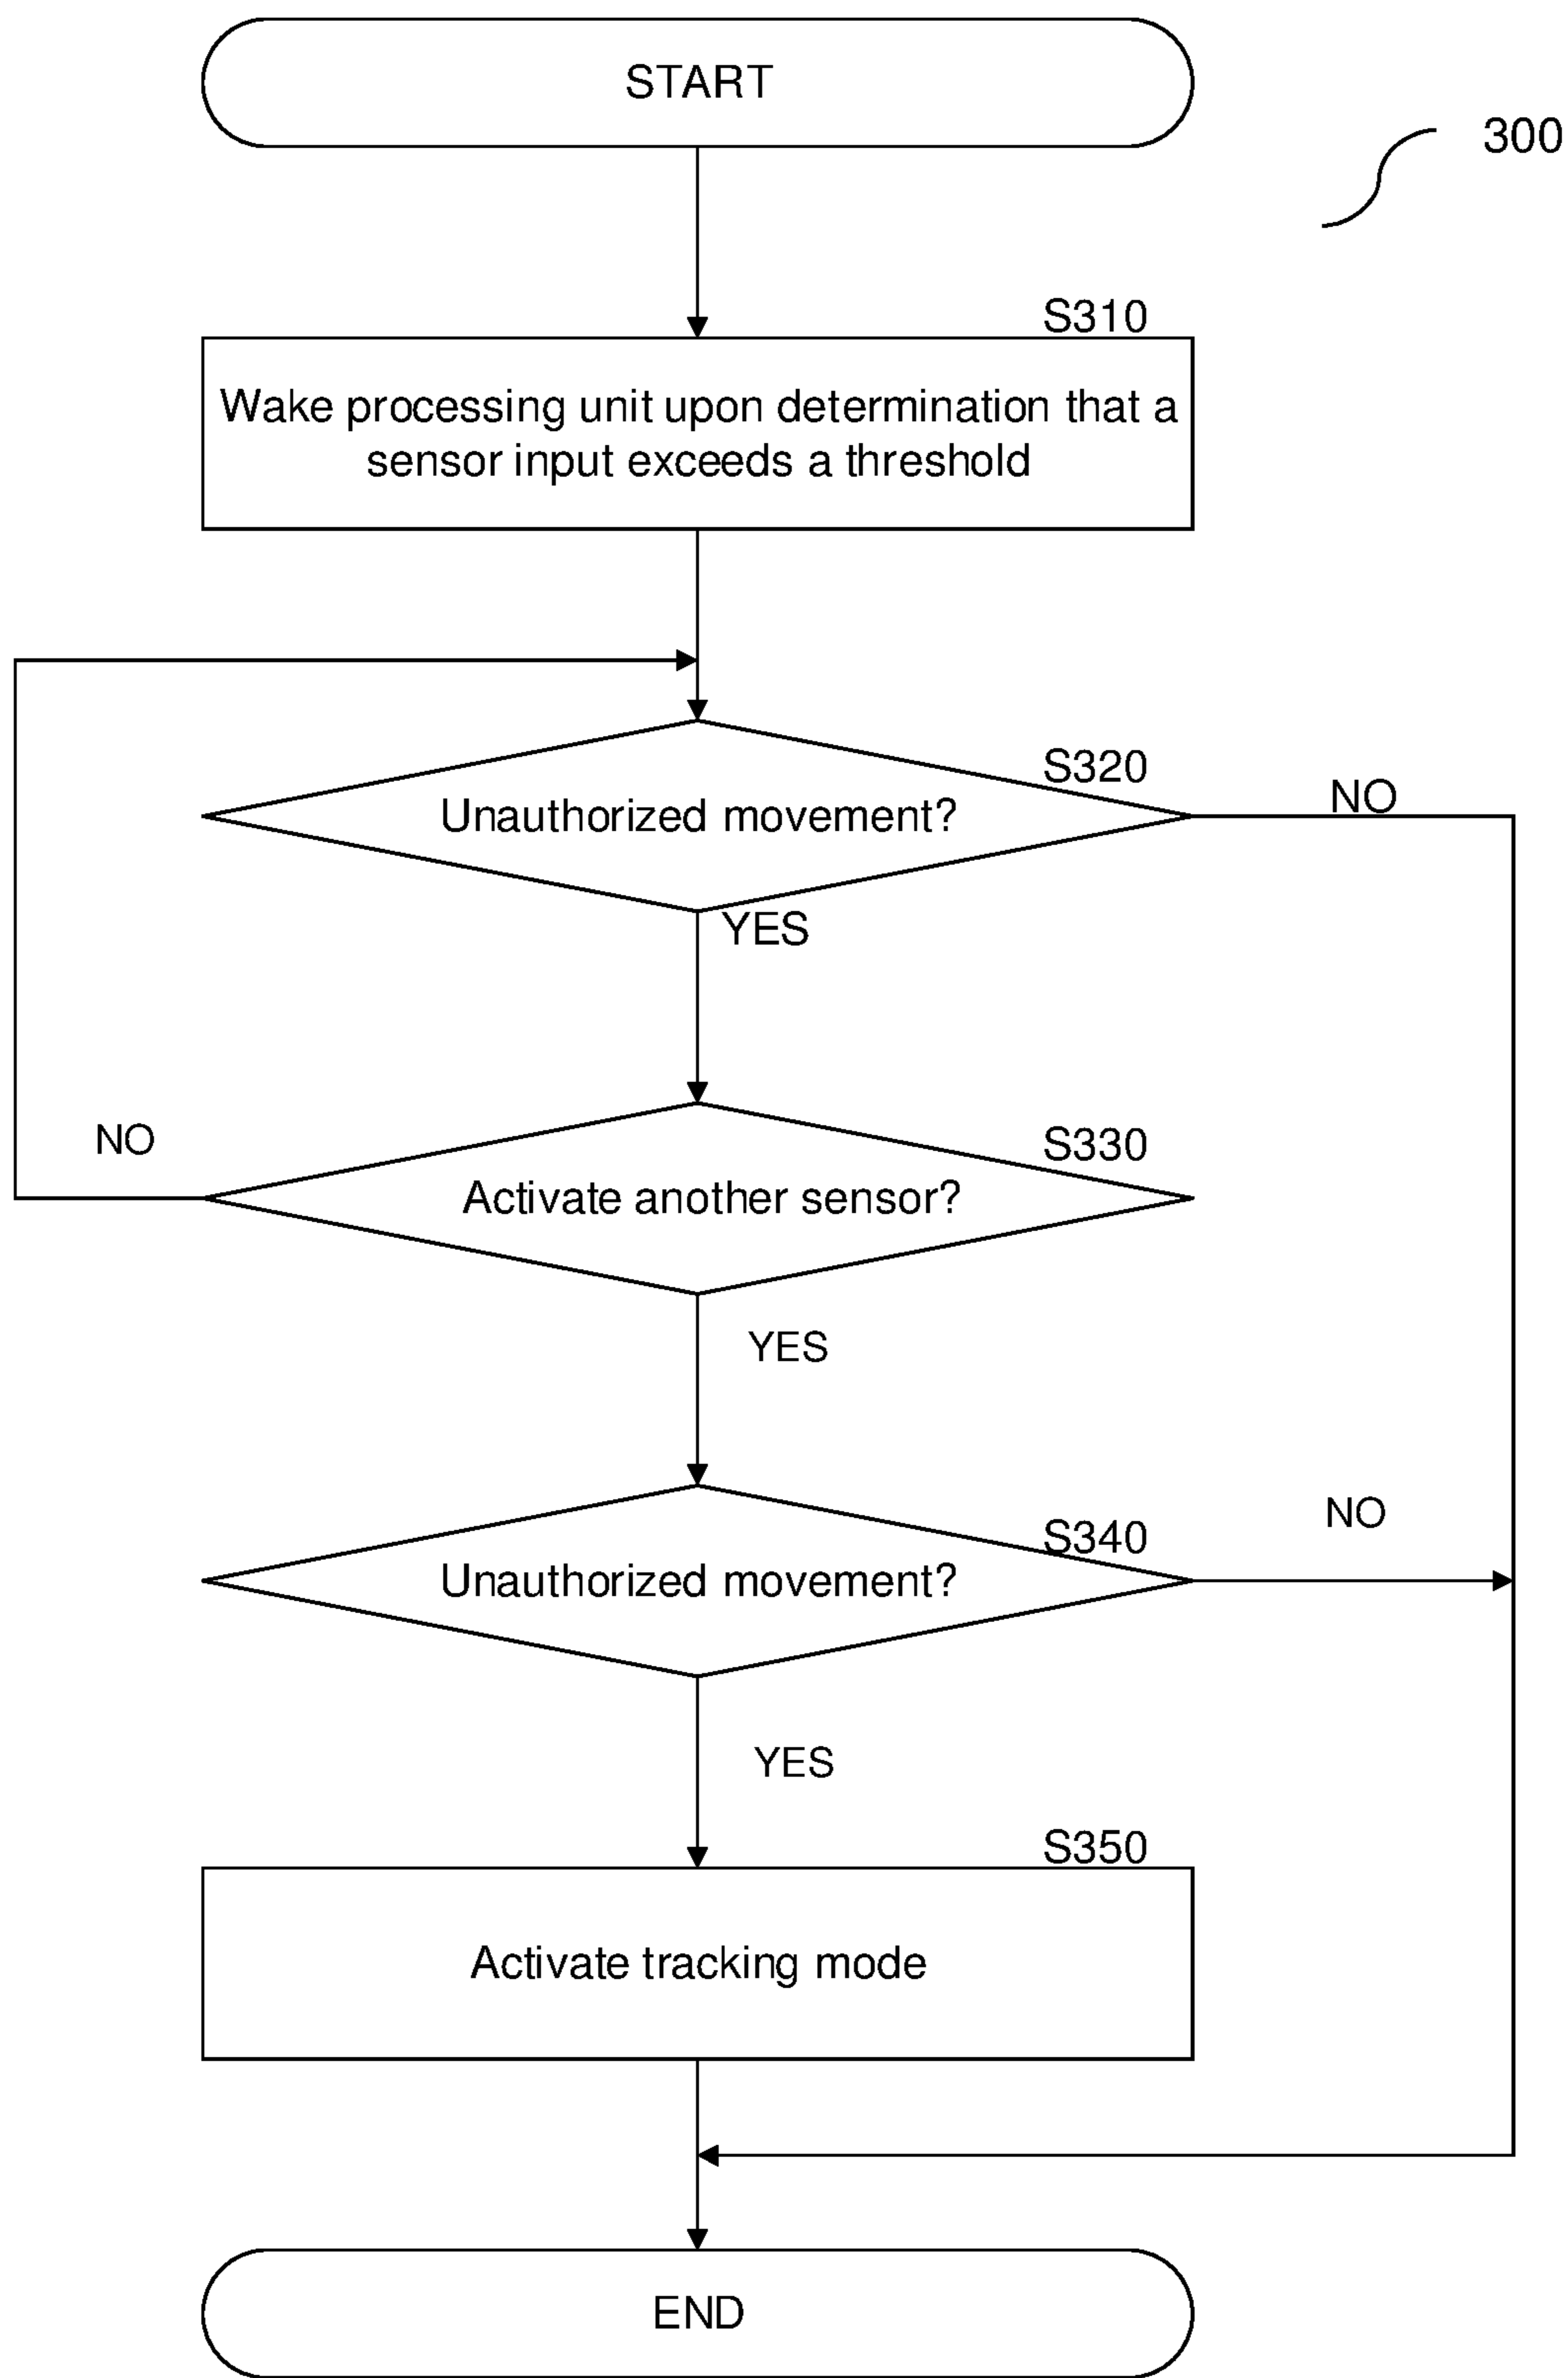 START
300
S310
Wake processing unit upon determination that a
sensor input exceeds a threshold
S320
NO
Unauthorized movement?
YES
NO
S330
Activate another sensor?
YES
S340
NO
Unauthorized movement?
YES
S350
Activate tracking mode
END